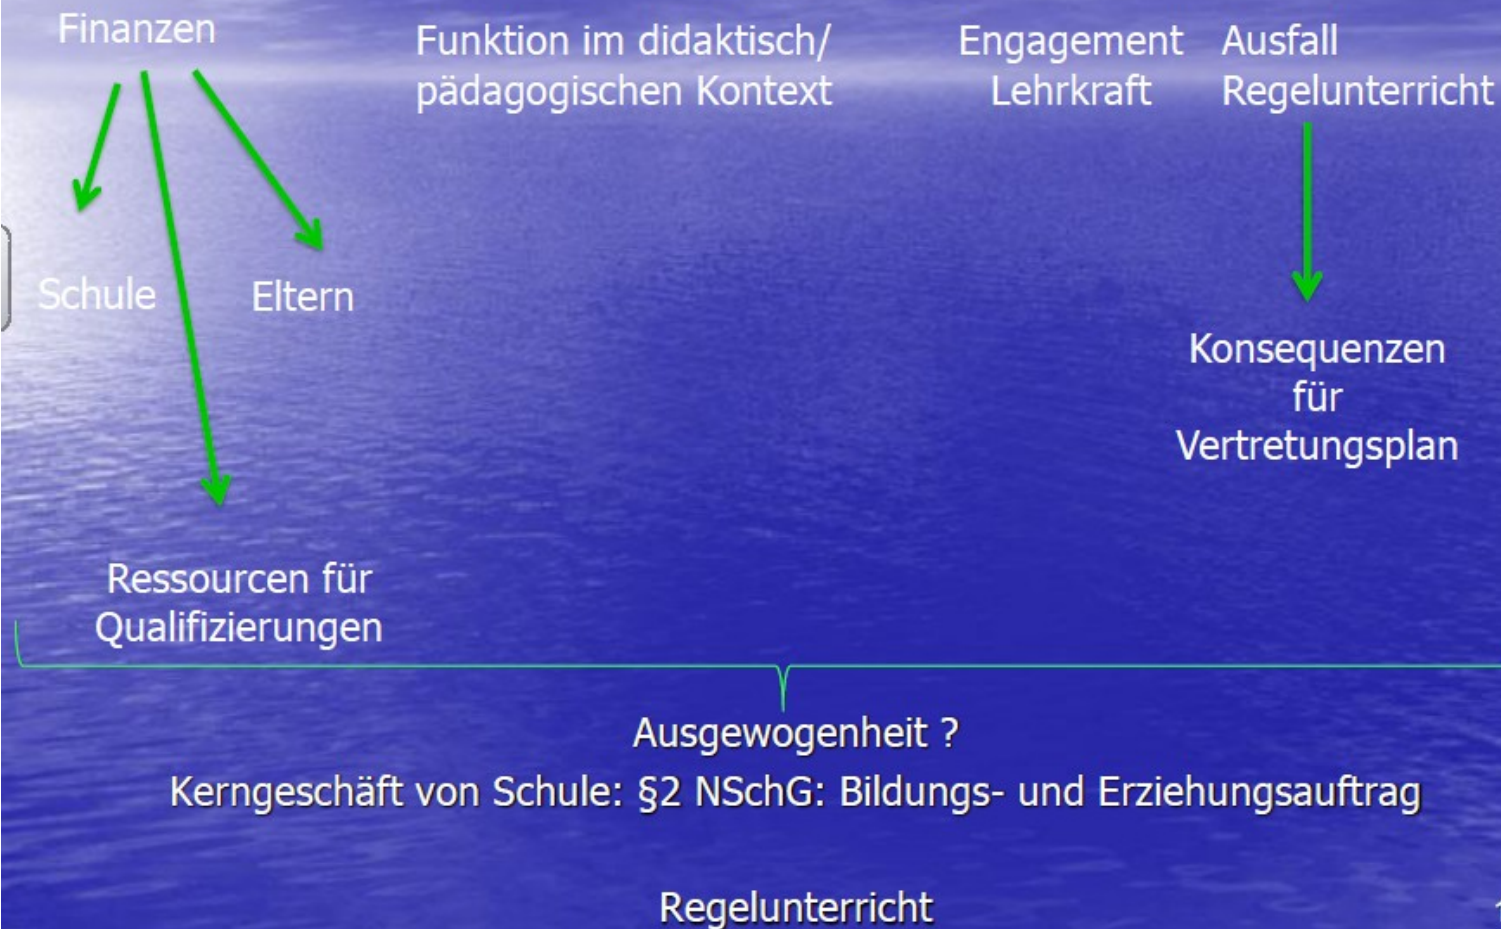 Finanzen
Funktion im didaktisch/
pädagogischen Kontext
Engagement
Lehrkraft
Ausfall
Regelunterricht
Schule
Eltern
Konsequenzen
für
Vertretungsplan
Ressourcen für
Qualifizierungen
Ausgewogenheit ?
Kerngeschäft von Schule: §2 NSchG: Bildungs- und Erziehungsauftrag
Regelunterricht